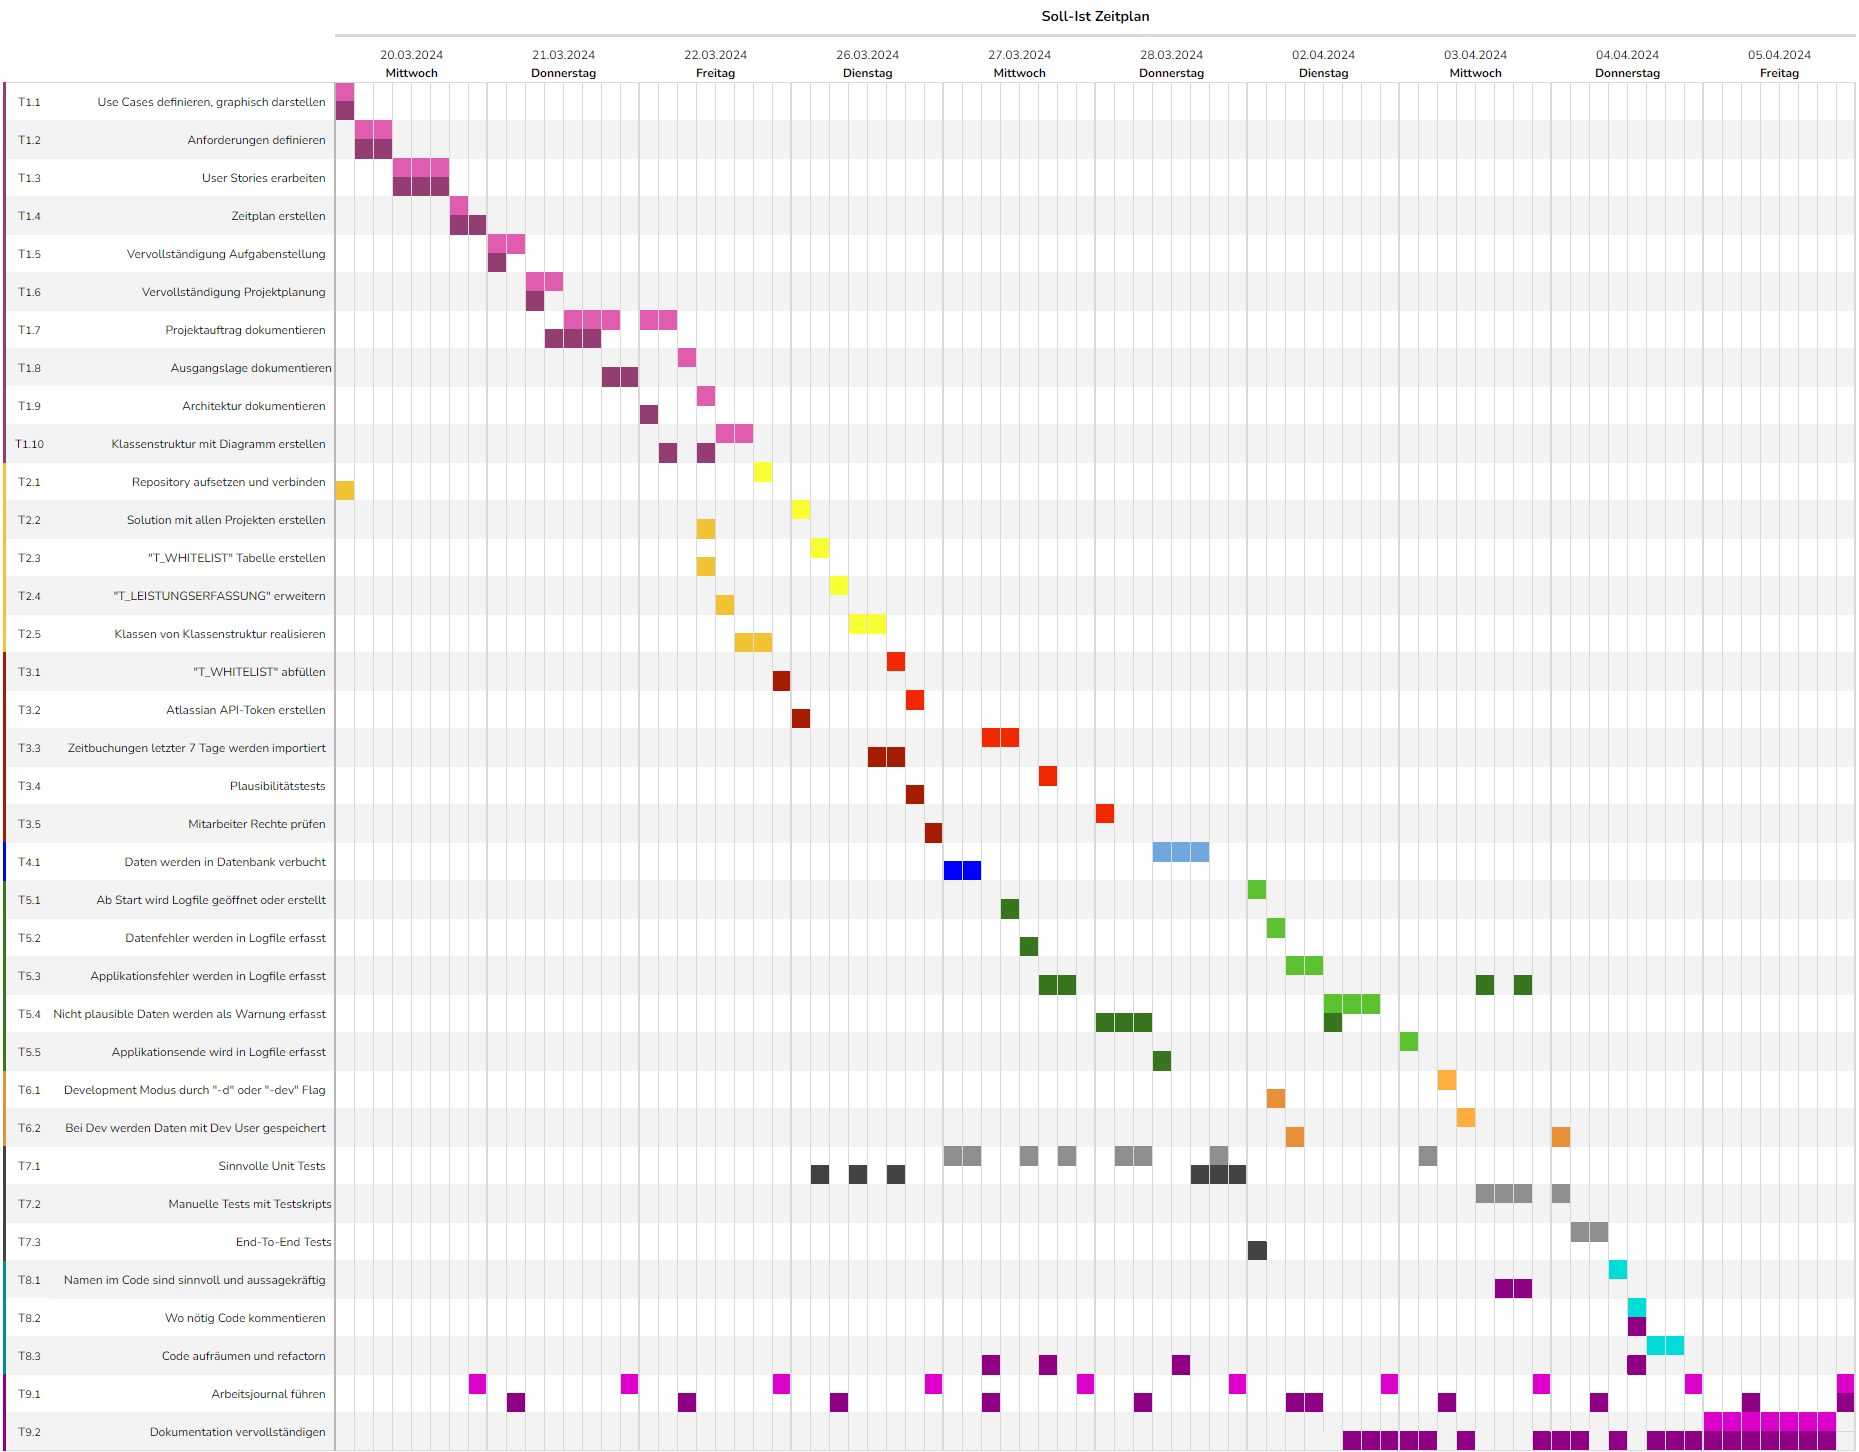 Soll-Ist Zeitplan
20.03.2024 21.03.2024 22.03.2024 26.03.2024 27.03.2024 28.03.2024 02.04.2024 03.04.2024 04.04.2024 05.04.2024
Mittwoch Donnerstag Freitag Dienstag Mittwoch Donnerstag Dienstag Mittwoch Donnerstag Freitag
T1.1 Use Cases definieren, graphisch darstellen
T1.2 Anforderungen definieren
T1.3 User Stories erarbeiten
T1.4 Zeitplan erstellen
T1.5 Vervollständigung Aufgabenstellung
T1.6 Vervollständigung Projektplanung
T1.7 Projektauftrag dokumentieren
T1.8 Ausgangslage dokumentieren
T1.9 Architektur dokumentieren
T1.10 Klassenstruktur mit Diagramm erstellen
T2.1 Repository aufsetzen und verbinden
T2.2 Solution mit allen Projekten erstellen
T2.3 "T_WHITELIST" Tabelle erstellen
T2.4 "T_LEISTUNGSERFASSUNG" erweitern
T2.5 Klassen von Klassenstruktur realisieren
T3.1 "T_WHITELIST" abfüllen
T3.2 Atlassian API-Token erstellen
T3.3 Zeitbuchungen letzter 7 Tage werden importiert
T3.4 Plausibilitätstests
T3.5 Mitarbeiter Rechte prüfen
T4.1 Daten werden in Datenbank verbucht
T5.1 Ab Start wird Logfile geöffnet oder erstellt
T5.2 Datenfehler werden in Logfile erfasst
T5.3 Applikationsfehler werden in Logfile erfasst
T5.4 Nicht plausible Daten werden als Warnung erfasst
T5.5 Applikationsende wird in Logfile erfasst
T6.1 Development Modus durch "-d" oder "-dev" Flag
T6.2 Bei Dev werden Daten mit Dev User gespeichert
T7.1 Sinnvolle Unit Tests
T7.2 Manuelle Tests mit Testskripts
T7.3 End-To-End Tests
T8.1 Namen im Code sind sinnvoll und aussagekräftig
T8.2 Wo nötig Code kommentieren
T8.3 Code aufräumen und refactorn
T9.1 Arbeitsjournal führen
T9.2 Dokumentation vervollständigen